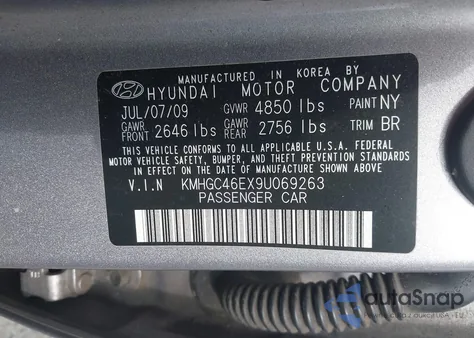 MANUFACTURED IN KOREA BY
HYUNDAI MOTOR COMPANY
JUL/07/09 GVWR 4850 lbs PAINT NY
GAWR FRONT 2646 lbs GAWR REAR 2756 lbs TRIM BR
THIS VEHICLE CONFORMS TO ALL APPLICABLE U.S.A. FEDERAL
MOTOR VEHICLE SAFETY, BUMPER, AND THEFT PREVENTION
STANDARDS IN EFFECT ON THE DATE OF MANUFACTURE SHOWN ABOVE
V.I.N KMHGC46EX9U069263
PASSENGER CAR
autoSnap